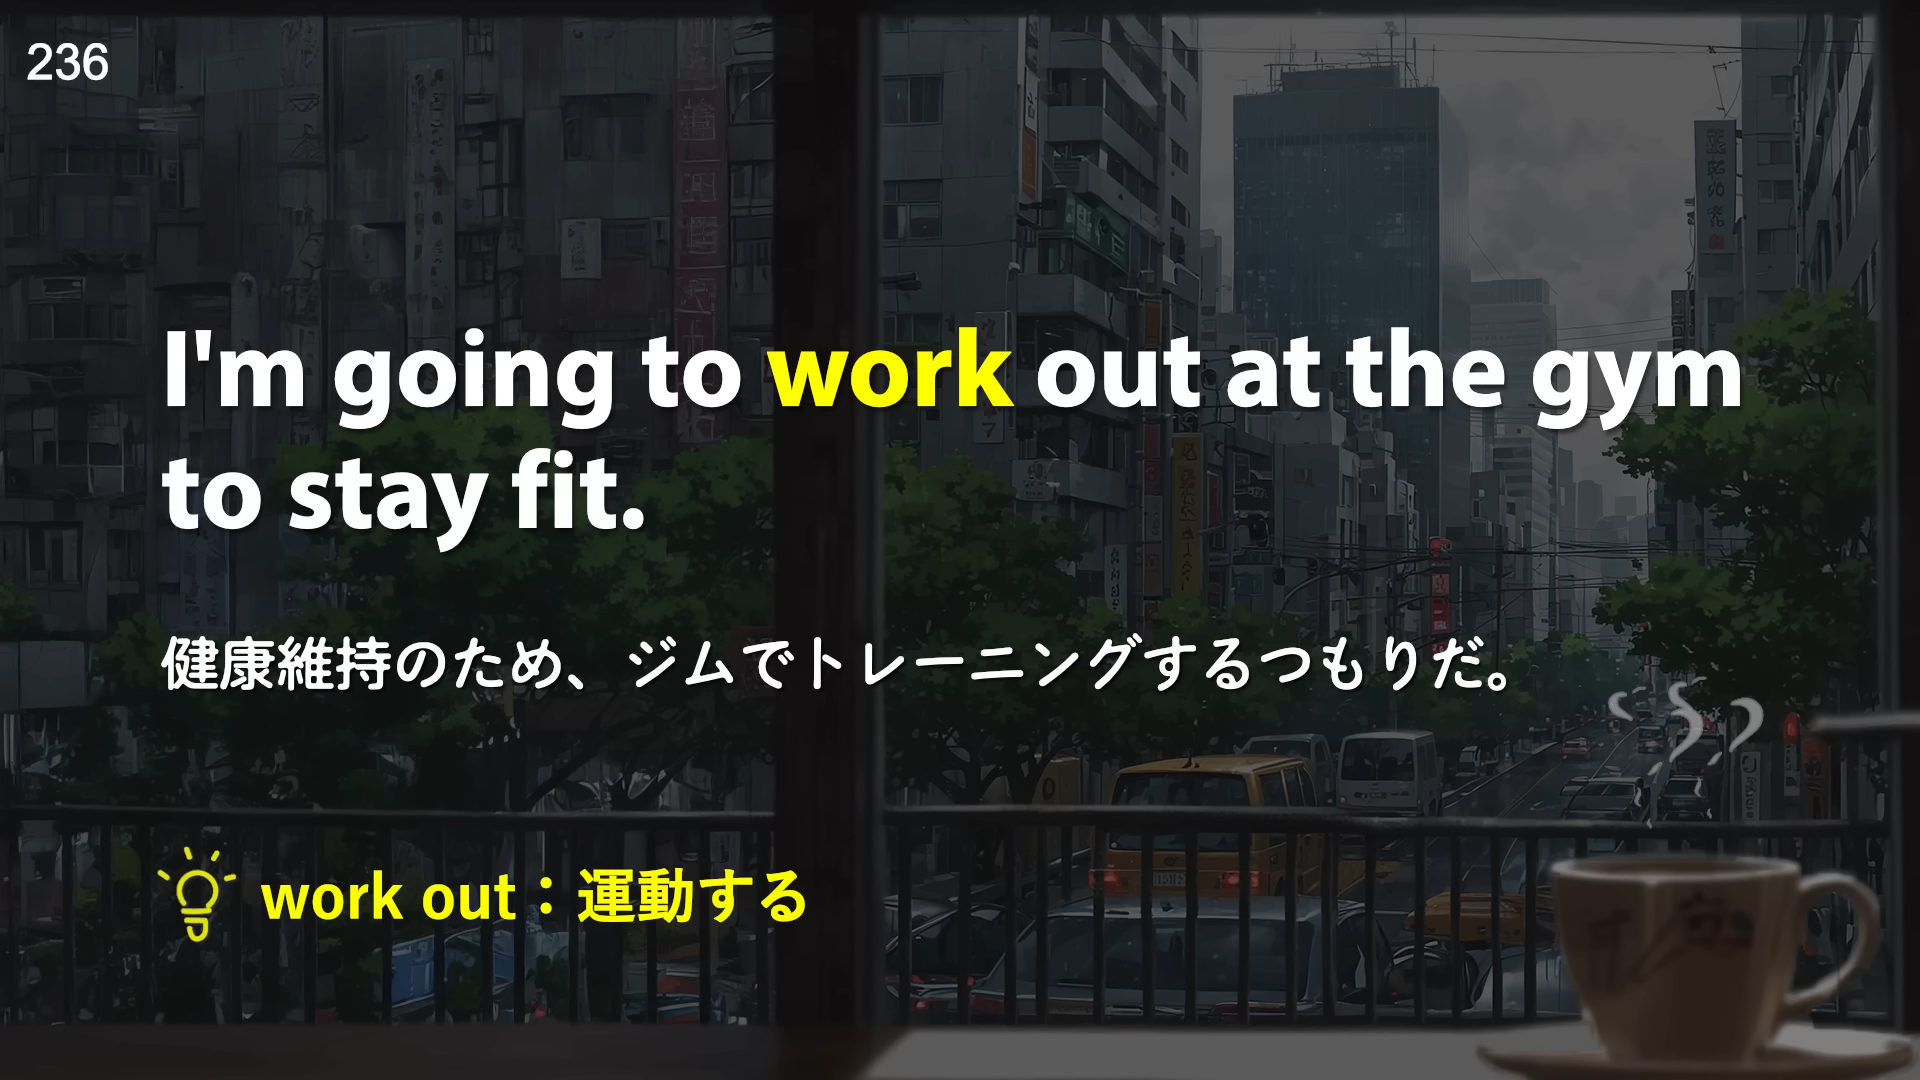 236
I'm going to work out at the gym
to stay fit.
健康維持のため、ジムでトレーニングするつもりだ。
work out：運動する